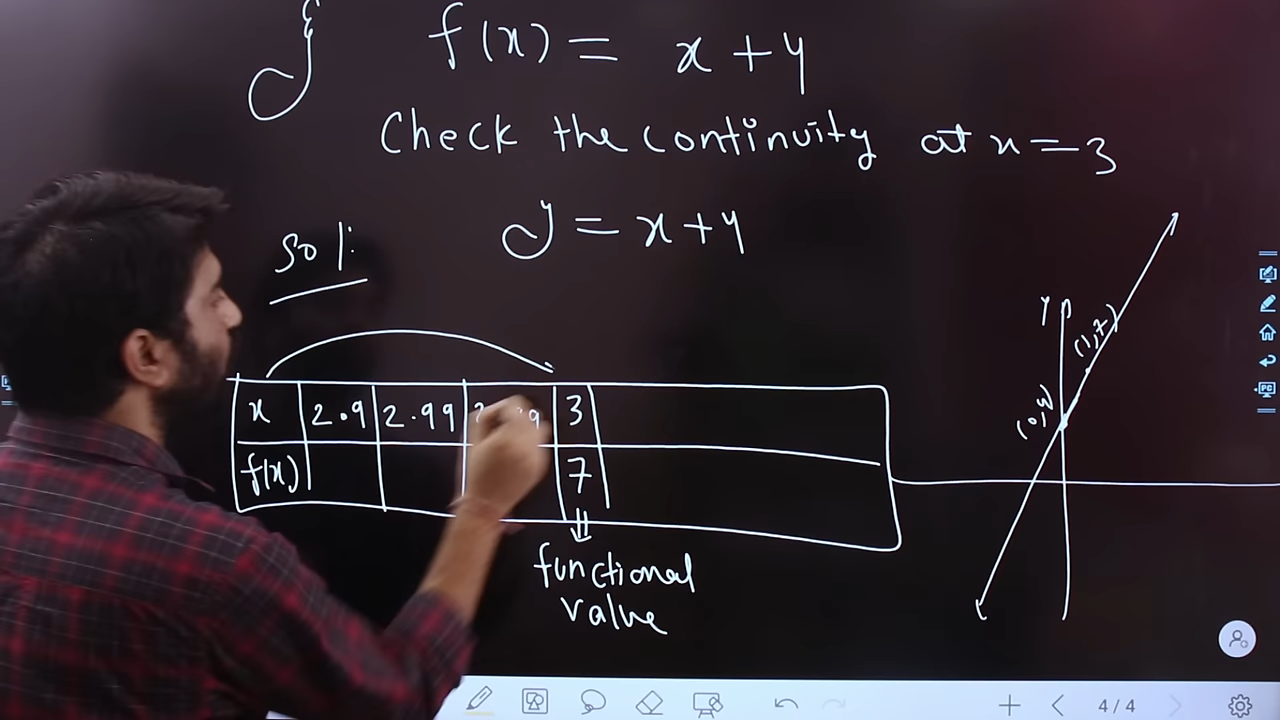 f(x) = x + 4
Check the continuity at x = 3
Sol:
y = x + 4
x 2.9 2.99 3
f(x) 7
functional
value
y
(1,7)
(0,4)
4/4